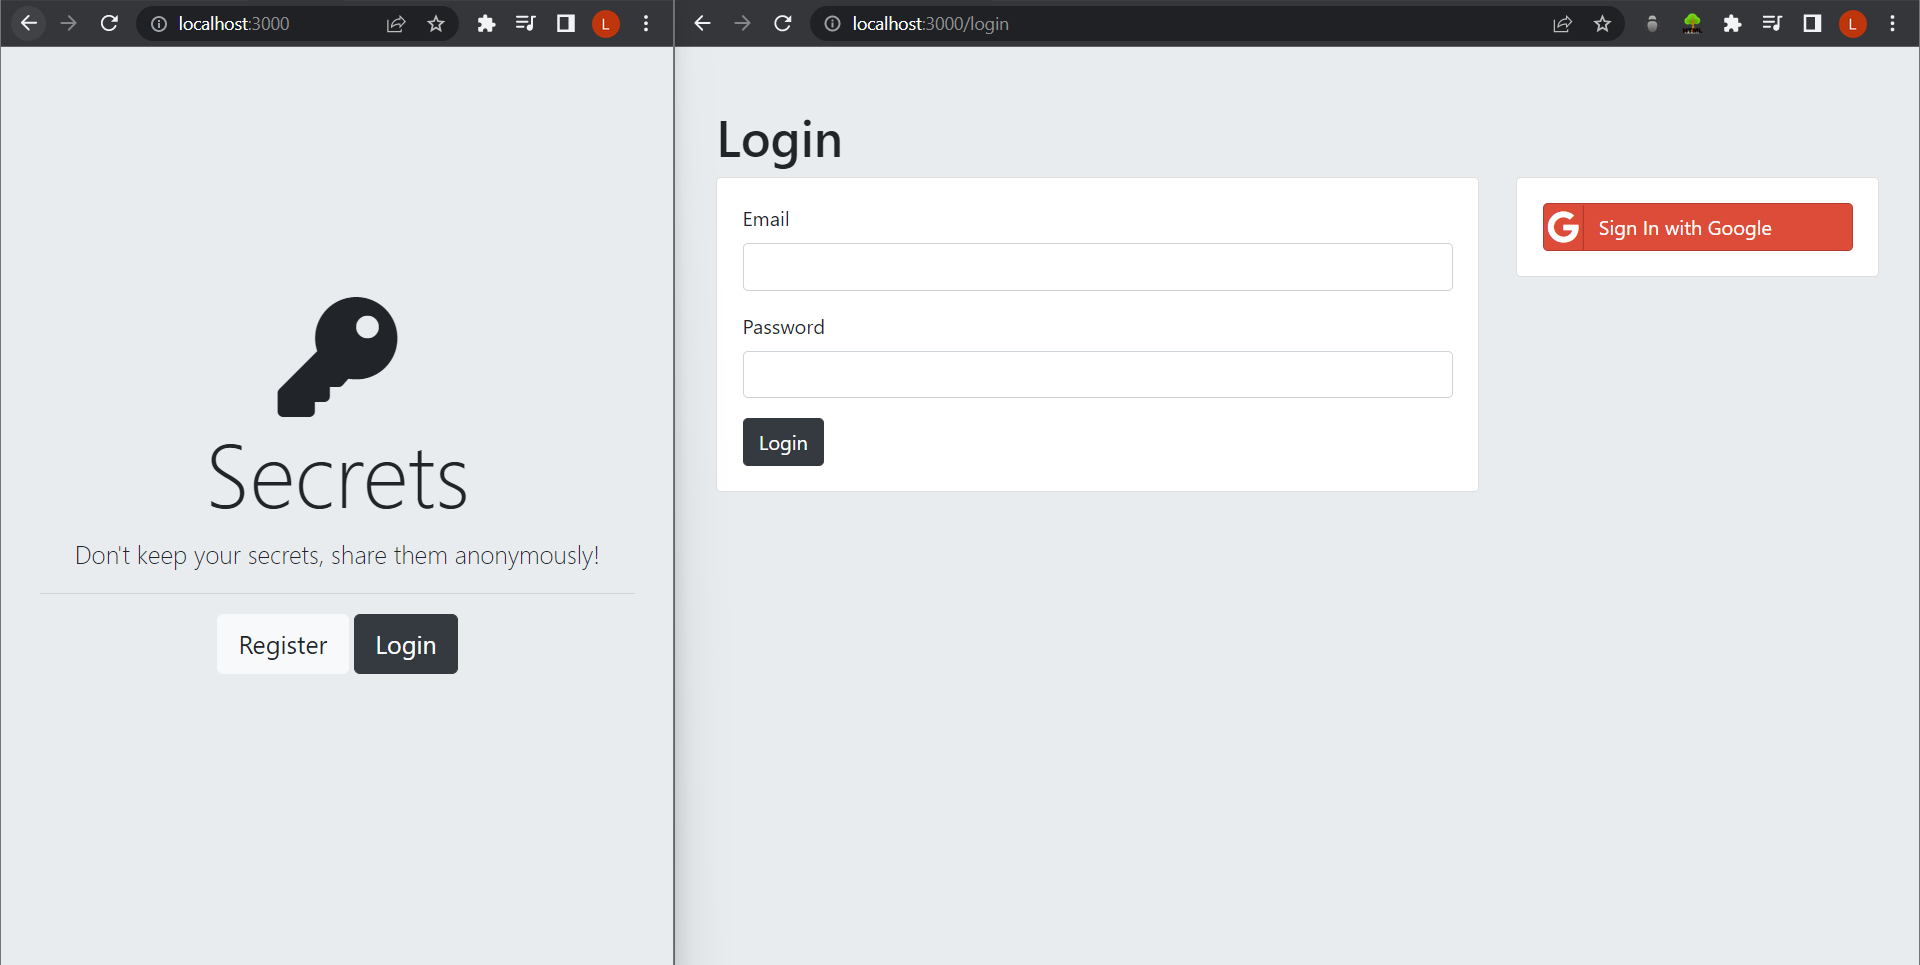 localhost:3000
L
Secrets
Don't keep your secrets, share them anonymously!
Register
Login
localhost:3000/login
L
Login
Email
Password
Login
G
Sign In with Google